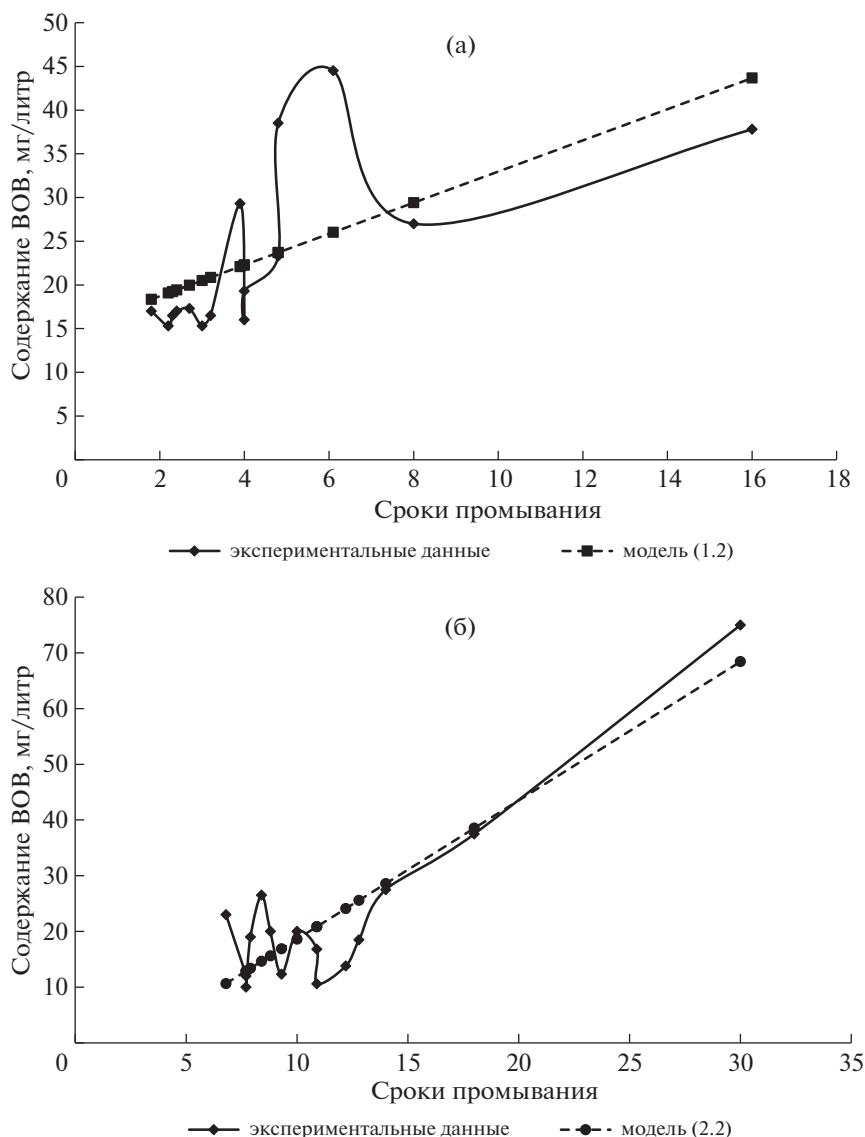 (а)
Содержание ВОВ, мг/литр
50
45
40
35
30
25
20
15
10
5
0
2 4 6 8 10 12 14 16 18
Сроки промывания
экспериментальные данные модель (1.2)
(б)
Содержание ВОВ, мг/литр
80
70
60
50
40
30
20
10
0
5 10 15 20 25 30 35
Сроки промывания
экспериментальные данные модель (2.2)